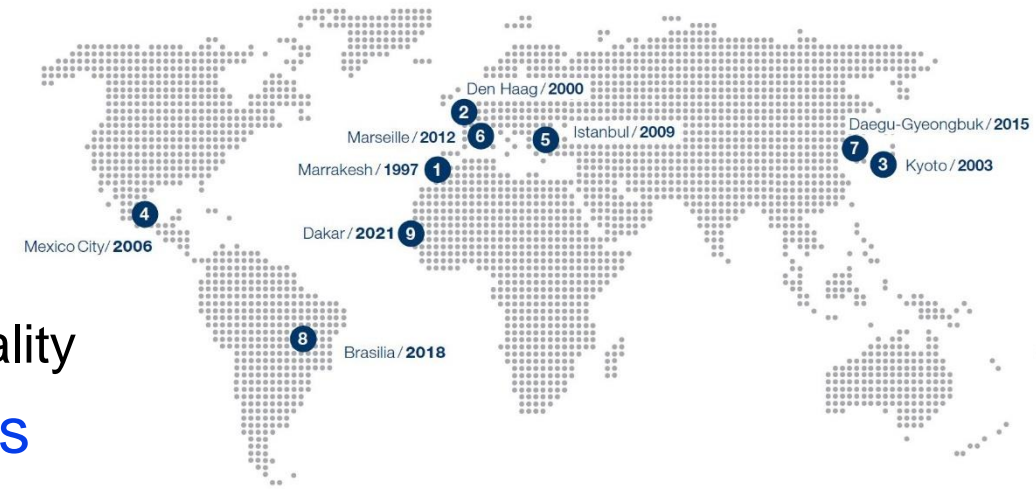 Den Haag / 2000
2
Marseille / 2012
6
5
Istanbul / 2009
Daegu-Gyeongbuk / 2015
7
3
Kyoto / 2003
Marrakesh / 1997
1
4
Mexico City/ 2006
Dakar / 2021
9
8
Brasilia / 2018
ality
s